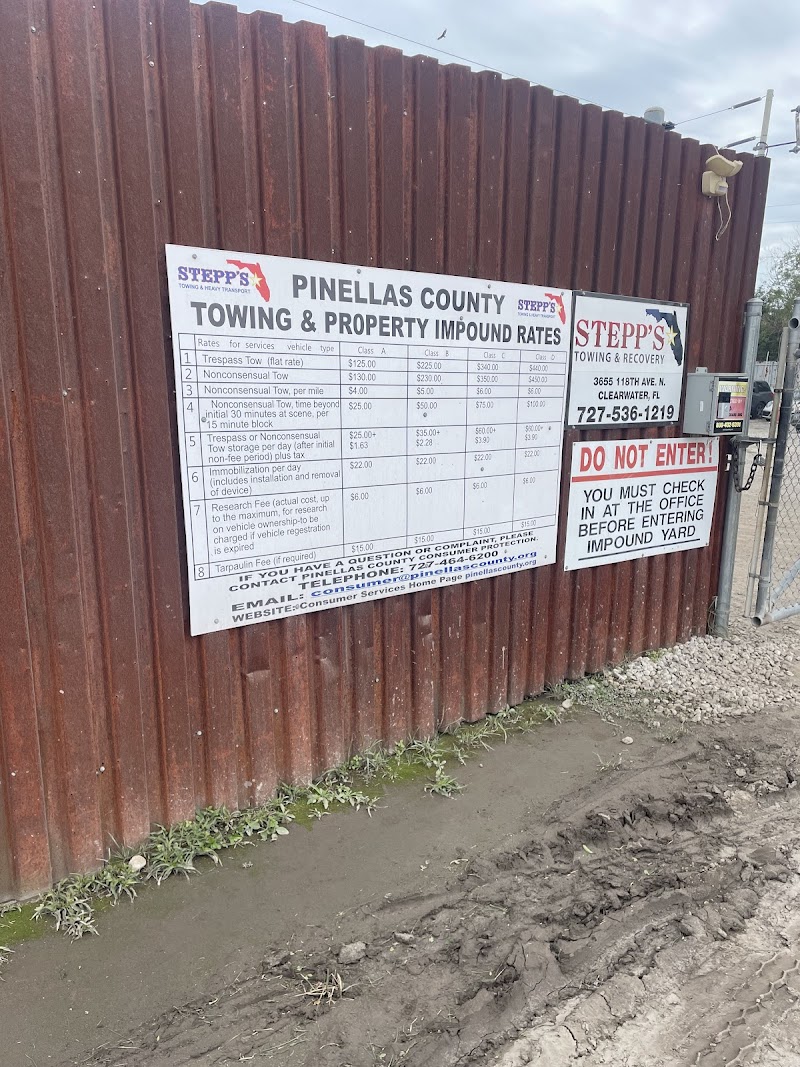 STEPP'S
TOWING & HEAVY TRANSPORT
PINELLAS COUNTY
STEPP'S
TOWING & HEAVY TRANSPORT
TOWING & PROPERTY IMPOUND RATES
Rates for services vehicle type Class A Class B Class C Class D
1 Trespass Tow (flat rate) $125.00 $225.00 $340.00 $440.00
2 Nonconsensual Tow $130.00 $230.00 $350.00 $450.00
3 Nonconsensual Tow, per mile $4.00 $5.00 $6.00 $6.00
4 Nonconsensual Tow, time beyond $25.00 $50.00 $75.00 $100.00
initial 30 minutes at scene, per
15 minute block
5 Trespass or Nonconsensual $25.00+ $35.00+ $60.00+ $60.00+
Tow storage per day (after initial $1.63 $2.28 $3.90 $3.90
non-fee period) plus tax
6 Immobilization per day $22.00 $22.00 $22.00 $22.00
(includes installation and removal
of device)
7 Research Fee (actual cost, up $6.00 $6.00 $6.00 $6.00
to the maximum, for research
on vehicle ownership-to be
charged if vehicle regestration
is expired
8 Tarpaulin Fee (if required) $15.00 $15.00 $15.00 $15.00
IF YOU HAVE A QUESTION OR COMPLAINT, PLEASE
CONTACT PINELLAS COUNTY CONSUMER PROTECTION.
TELEPHONE: 727-464-6200
EMAIL: consumer@pinellascounty.org
WEBSITE:Consumer Services Home Page pinellascounty.org
STEPP'S
TOWING & RECOVERY
3655 118TH AVE. N.
CLEARWATER, FL
727-536-1219
DO NOT ENTER!
YOU MUST CHECK
IN AT THE OFFICE
BEFORE ENTERING
IMPOUND YARD